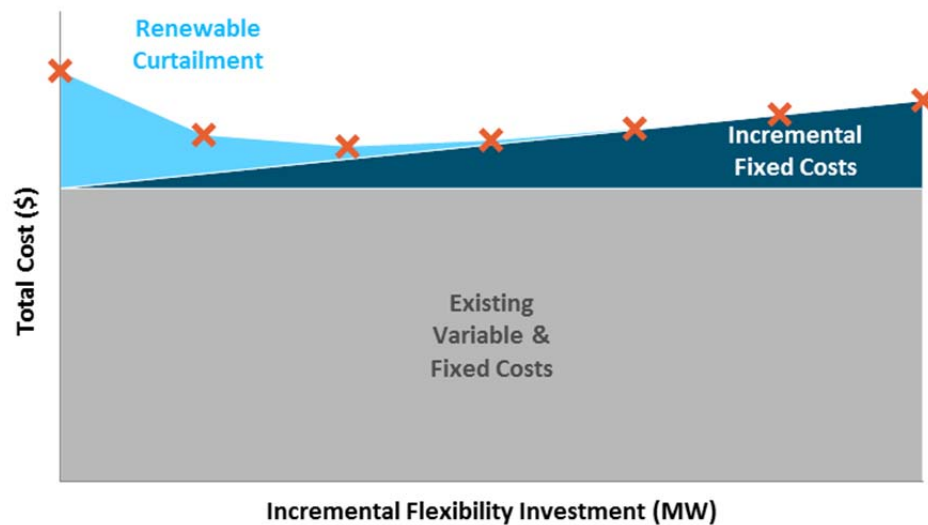 Renewable
Curtailment
Incremental
Fixed Costs
Total Cost ($)
Existing
Variable &
Fixed Costs
Incremental Flexibility Investment (MW)